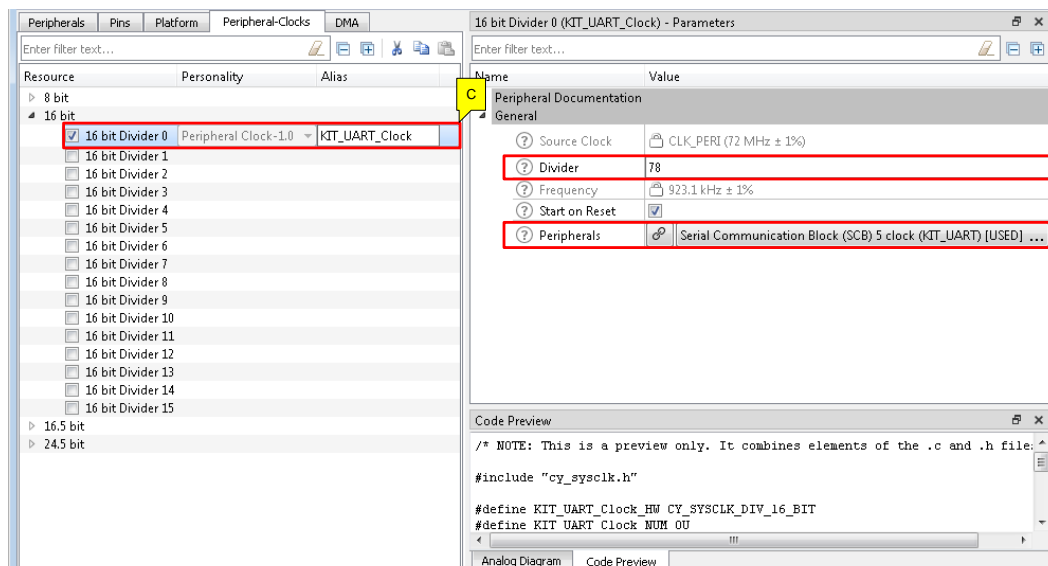 Peripherals Pins Platform Peripheral-Clocks DMA
Enter filter text...
Resource Personality Alias
8 bit
16 bit
16 bit Divider 0 Peripheral Clock-1.0 KIT_UART_Clock
16 bit Divider 1
16 bit Divider 2
16 bit Divider 3
16 bit Divider 4
16 bit Divider 5
16 bit Divider 6
16 bit Divider 7
16 bit Divider 8
16 bit Divider 9
16 bit Divider 10
16 bit Divider 11
16 bit Divider 12
16 bit Divider 13
16 bit Divider 14
16 bit Divider 15
16.5 bit
24.5 bit
C
16 bit Divider 0 (KIT_UART_Clock) - Parameters
Enter filter text...
Name Value
Peripheral Documentation
General
Source Clock CLK_PERI (72 MHz ± 1%)
Divider 78
Frequency 923.1 kHz ± 1%
Start on Reset
Peripherals Serial Communication Block (SCB) 5 clock (KIT_UART) [USED] ...
Code Preview
/* NOTE: This is a preview only. It combines elements of the .c and .h file
#include "cy_sysclk.h"
#define KIT_UART_Clock_HW CY_SYSCLK_DIV_16_BIT
#define KIT_UART_Clock_NUM 0U
Analog Diagram Code Preview